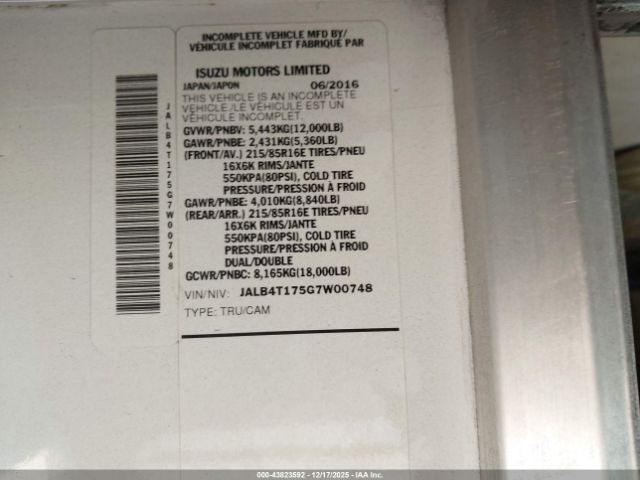 INCOMPLETE VEHICLE MFD BY/
VÉHICULE INCOMPLET FABRIQUÉ PAR
ISUZU MOTORS LIMITED
JAPAN/JAPON 06/2016
THIS VEHICLE IS AN INCOMPLETE
VEHICLE./LE VÉHICULE EST UN
VÉHICULE INCOMPLET.
GVWR/PNBV: 5,443KG(12,000LB)
GAWR/PNBE: 2,431KG(5,360LB)
(FRONT/AV.) 215/85R16E TIRES/PNEU
16X6K RIMS/JANTE
550KPA(80PSI), COLD TIRE
PRESSURE/PRESSION À FROID
GAWR/PNBE: 4,010KG(8,840LB)
(REAR/ARR.) 215/85R16E TIRES/PNEU
16X6K RIMS/JANTE
550KPA(80PSI), COLD TIRE
PRESSURE/PRESSION À FROID
DUAL/DOUBLE
GCWR/PNBC: 8,165KG(18,000LB)
VIN/NIV: JALB4T175G7W00748
TYPE: TRU/CAM
JALB4T175G7W00748
000-43823592 - 12/17/2025 - IAA Inc.